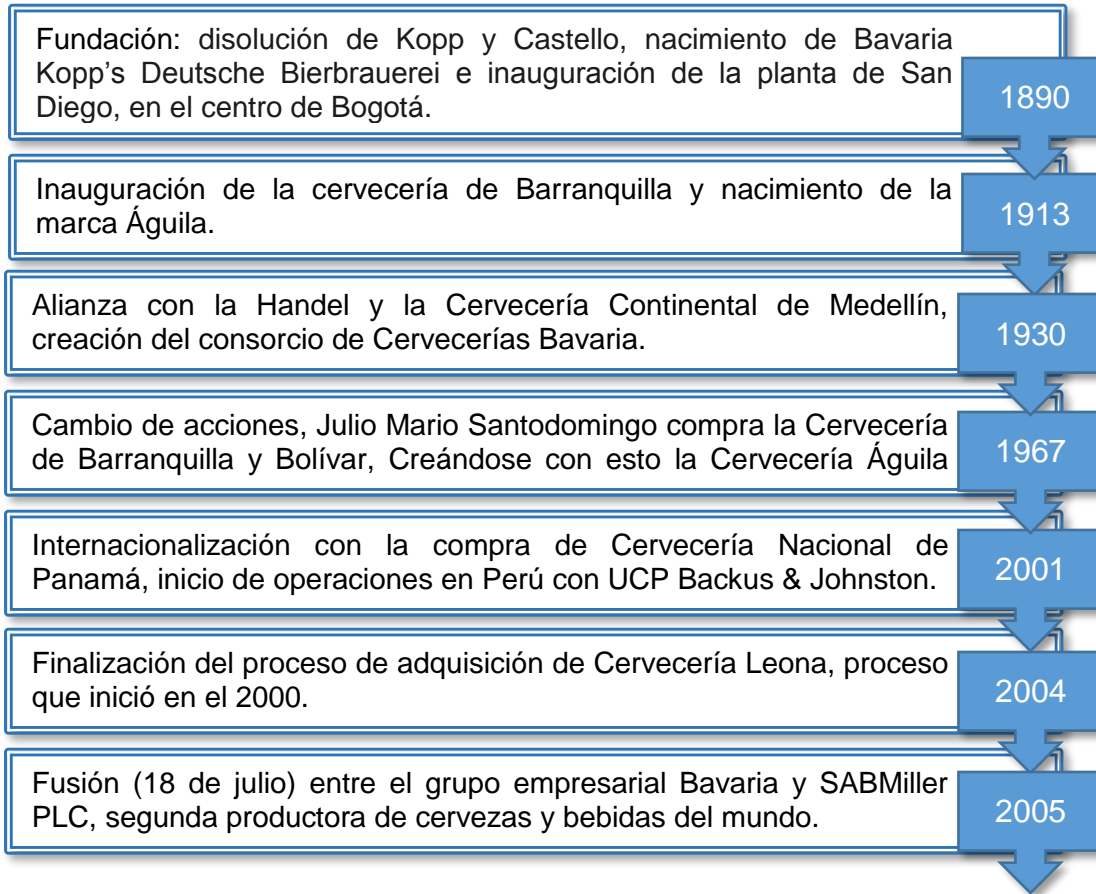 Fundación: disolución de Kopp y Castello, nacimiento de Bavaria
Kopp's Deutsche Bierbrauerei e inauguración de la planta de San
Diego, en el centro de Bogotá.
1890
Inauguración de la cervecería de Barranquilla y nacimiento de la
marca Águila.
1913
Alianza con la Handel y la Cervecería Continental de Medellín,
creación del consorcio de Cervecerías Bavaria.
1930
Cambio de acciones, Julio Mario Santodomingo compra la Cervecería
de Barranquilla y Bolívar, Creándose con esto la Cervecería Águila
1967
Internacionalización con la compra de Cervecería Nacional de
Panamá, inicio de operaciones en Perú con UCP Backus & Johnston.
2001
Finalización del proceso de adquisición de Cervecería Leona, proceso
que inició en el 2000.
2004
Fusión (18 de julio) entre el grupo empresarial Bavaria y SABMiller
PLC, segunda productora de cervezas y bebidas del mundo.
2005